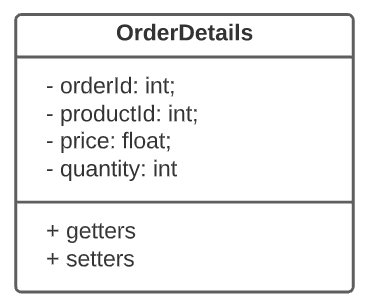 OrderDetails
- orderId: int;
- productId: int;
- price: float;
- quantity: int
+ getters
+ setters